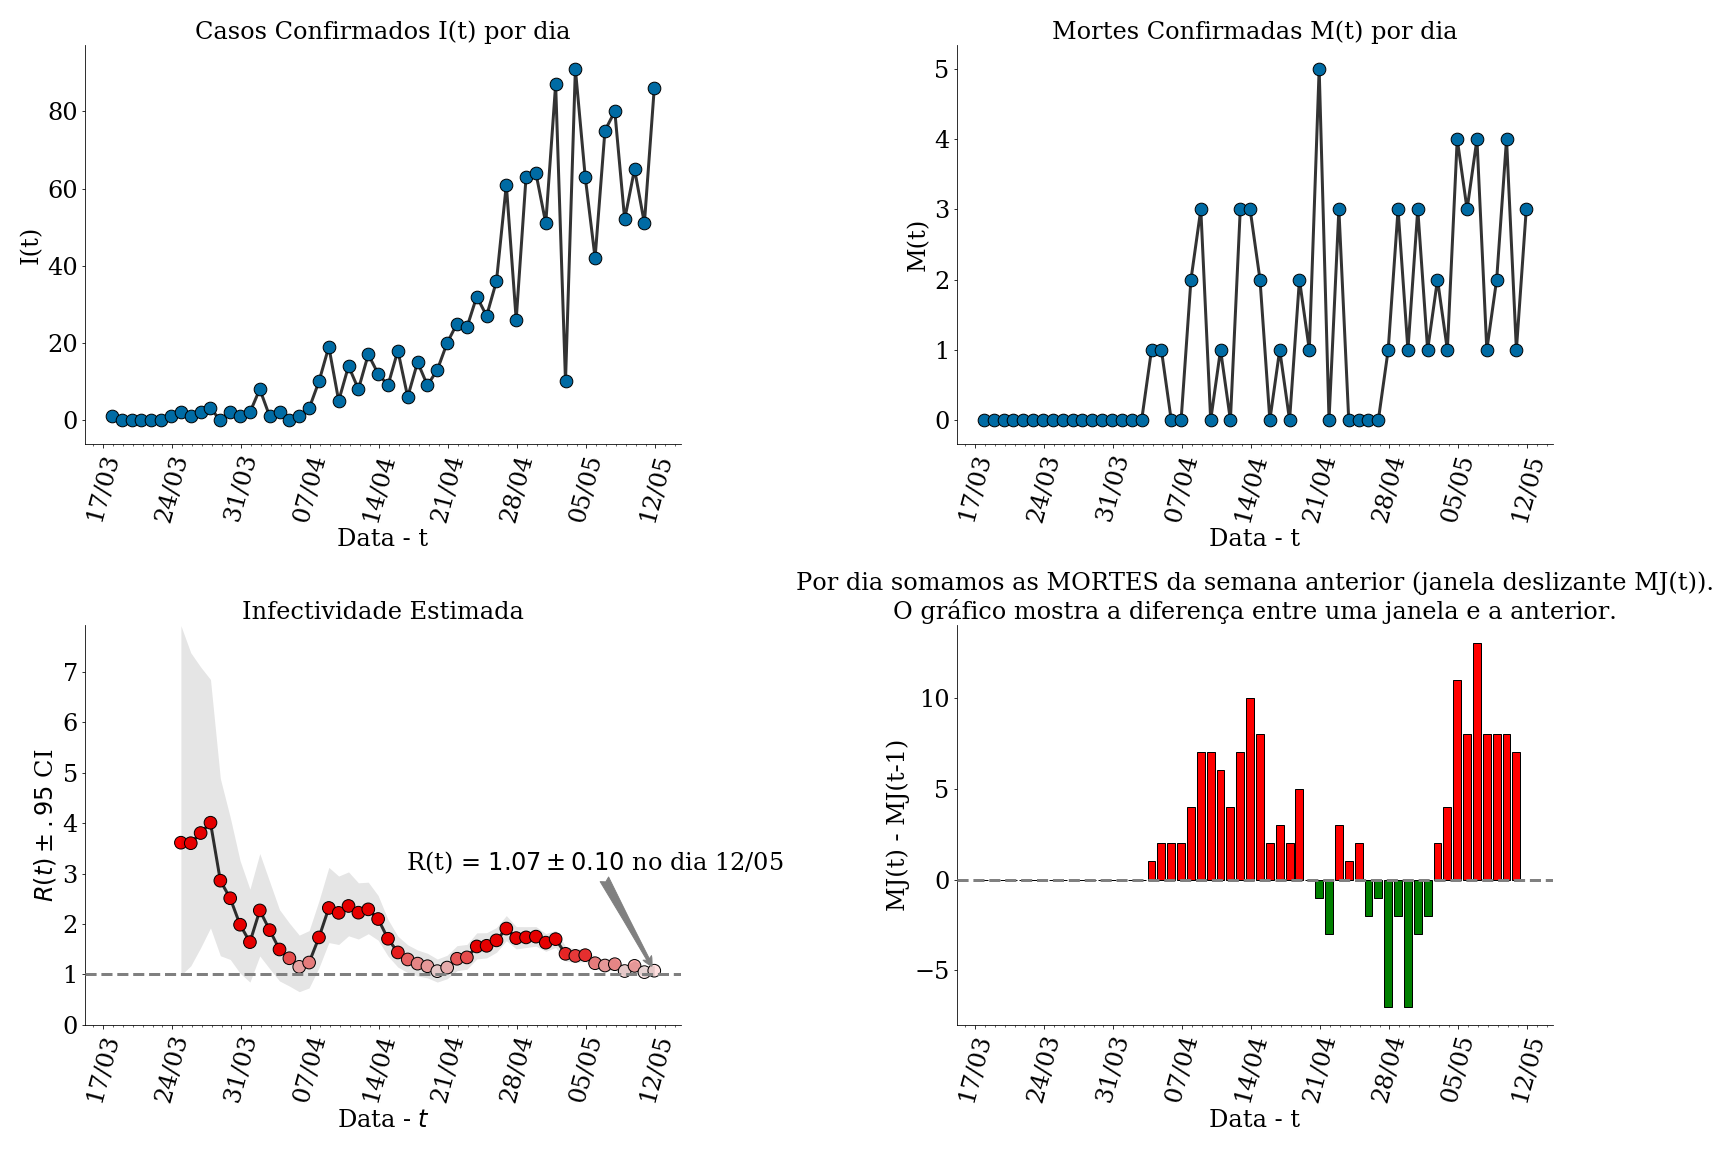 Casos Confirmados I(t) por dia
I(t)
80
60
40
20
0
17/03 24/03 31/03 07/04 14/04 21/04 28/04 05/05 12/05
Data - t
Mortes Confirmadas M(t) por dia
M(t)
5
4
3
2
1
0
17/03 24/03 31/03 07/04 14/04 21/04 28/04 05/05 12/05
Data - t
Infectividade Estimada
R(t) ± .95 CI
7
6
5
4
3
2
1
0
R(t) = 1.07 ± 0.10 no dia 12/05
17/03 24/03 31/03 07/04 14/04 21/04 28/04 05/05 12/05
Data - t
Por dia somamos as MORTES da semana anterior (janela deslizante MJ(t)).
O gráfico mostra a diferença entre uma janela e a anterior.
MJ(t) - MJ(t-1)
10
5
0
−5
17/03 24/03 31/03 07/04 14/04 21/04 28/04 05/05 12/05
Data - t